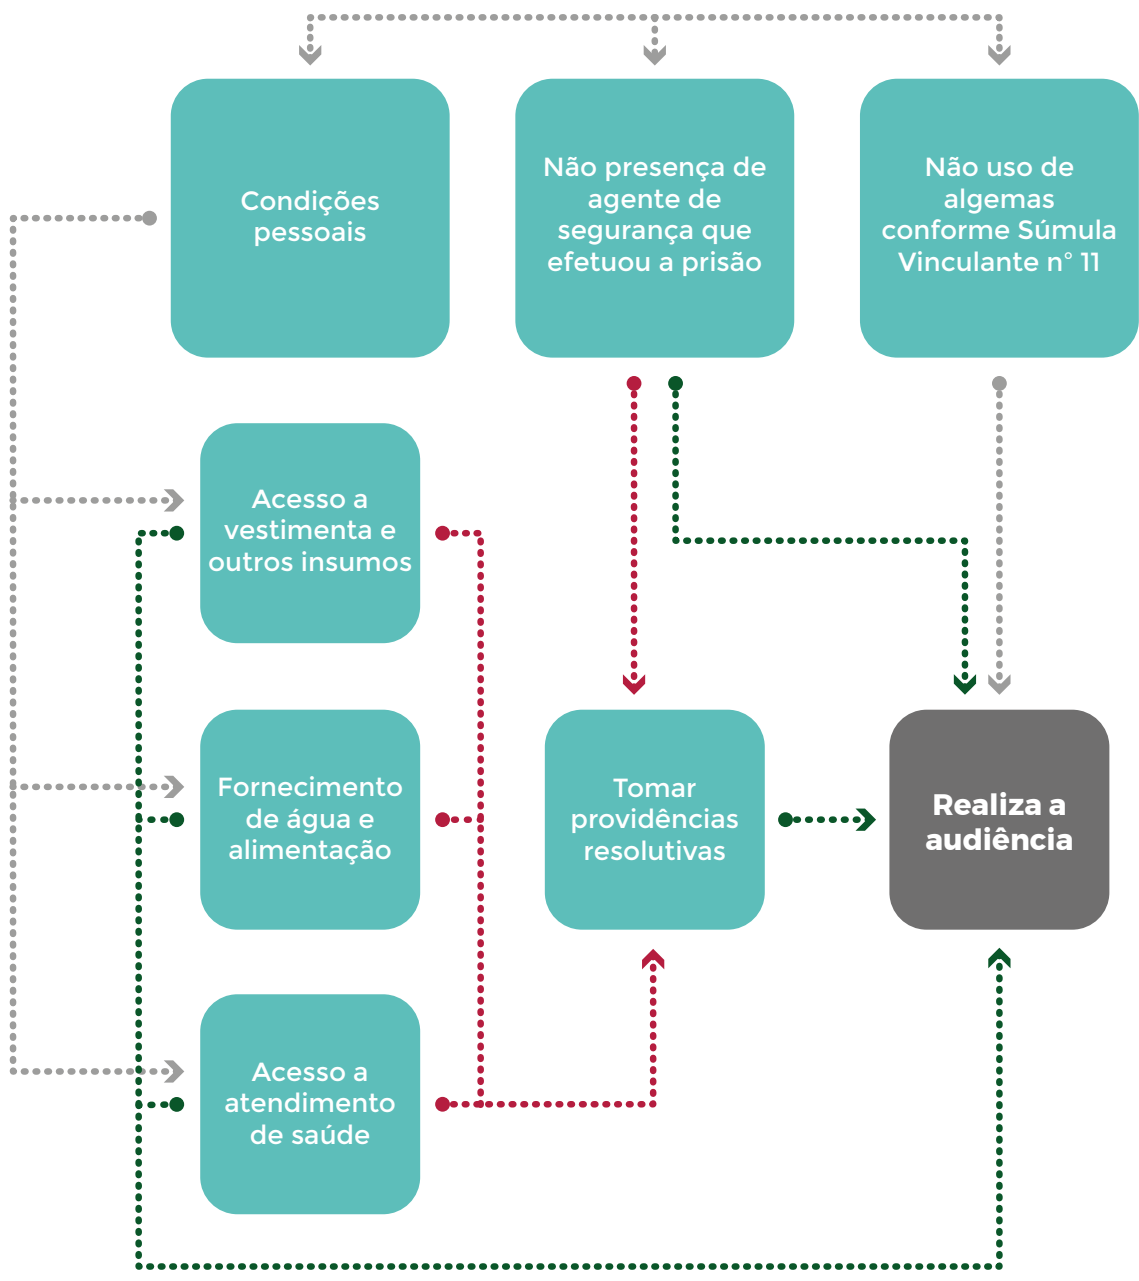 Condições
pessoais
Não presença de
agente de
segurança que
efetuou a prisão
Não uso de
algemas
conforme Súmula
Vinculante n° 11
Acesso a
vestimenta e
outros insumos
Fornecimento
de água e
alimentação
Tomar
providências
resolutivas
Realiza a
audiência
Acesso a
atendimento
de saúde